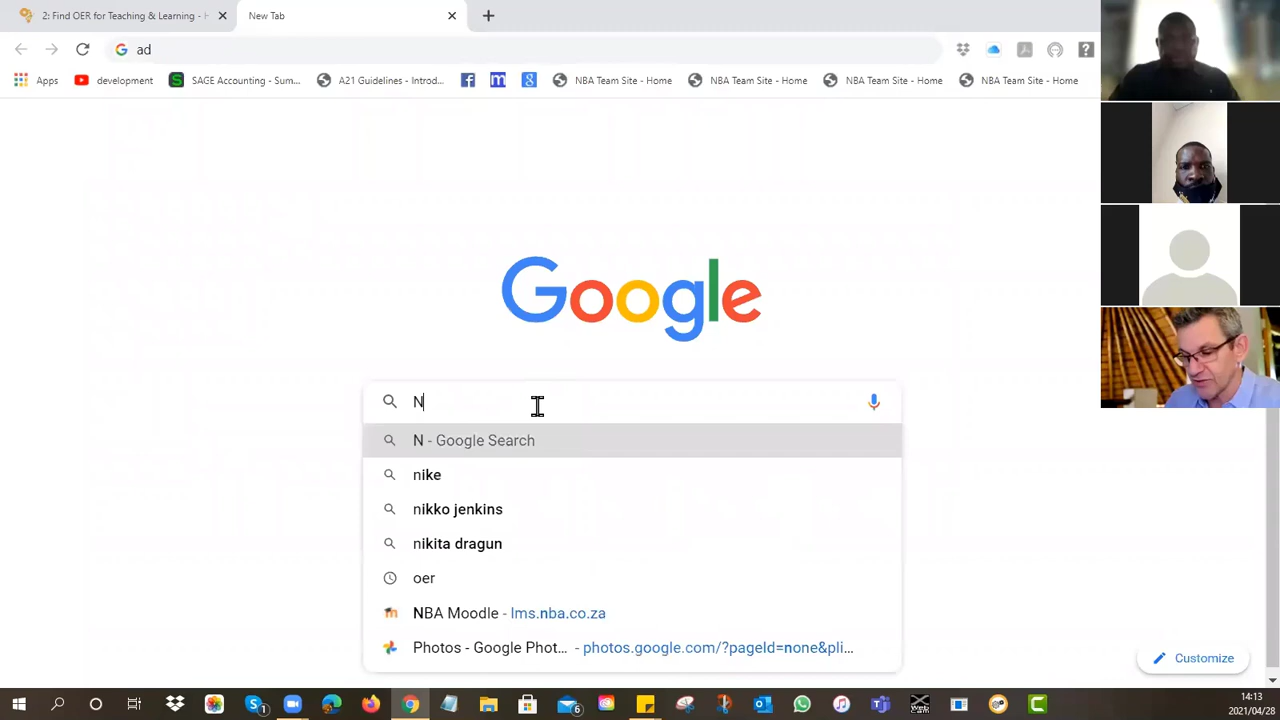 2: Find OER for Teaching & Learning - H
New Tab
ad
Apps
development
SAGE Accounting - Sum...
A21 Guidelines - Introd...
NBA Team Site - Home
NBA Team Site - Home
NBA Team Site - Home
NBA Team Site - Home
Google
N
N - Google Search
nike
nikko jenkins
nikita dragun
oer
NBA Moodle - lms.nba.co.za
Photos - Google Phot... - photos.google.com/?pageId=none&pli...
Customize
14:13
2021/04/28